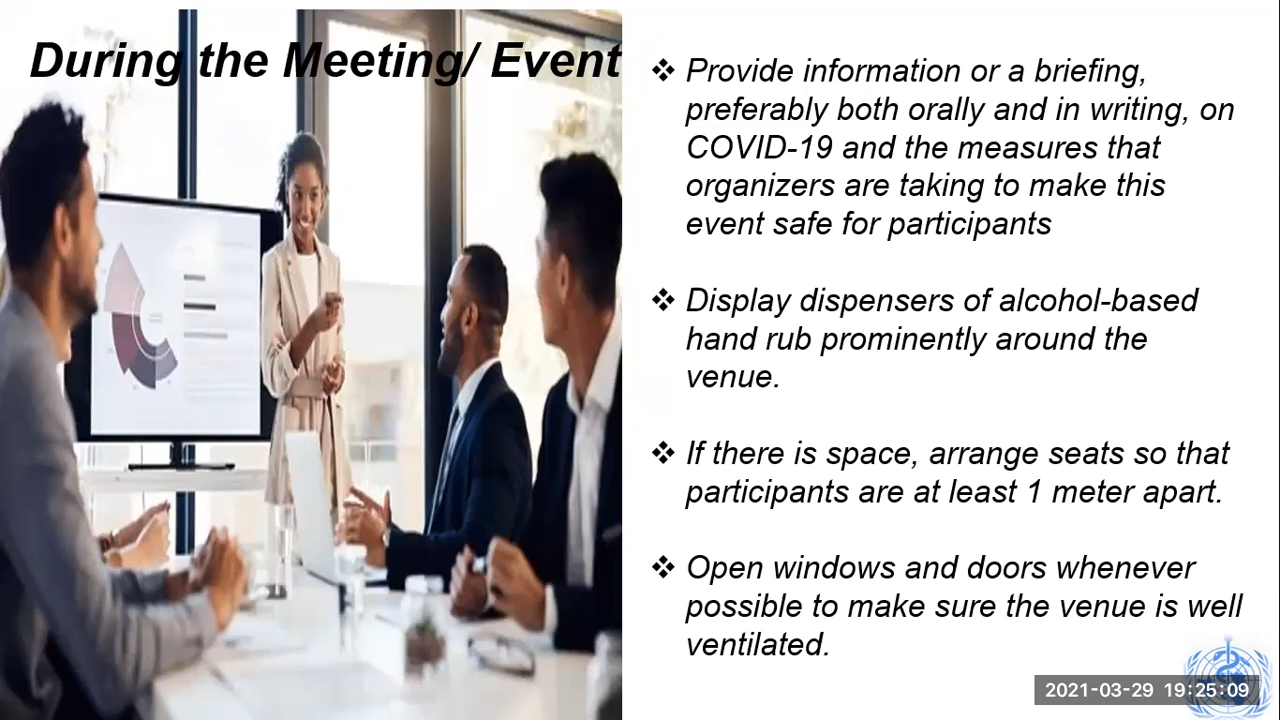 During the Meeting/ Event
❖ Provide information or a briefing,
preferably both orally and in writing, on
COVID-19 and the measures that
organizers are taking to make this
event safe for participants
❖ Display dispensers of alcohol-based
hand rub prominently around the
venue.
❖ If there is space, arrange seats so that
participants are at least 1 meter apart.
❖ Open windows and doors whenever
possible to make sure the venue is well
ventilated.
2021-03-29 19:25:09